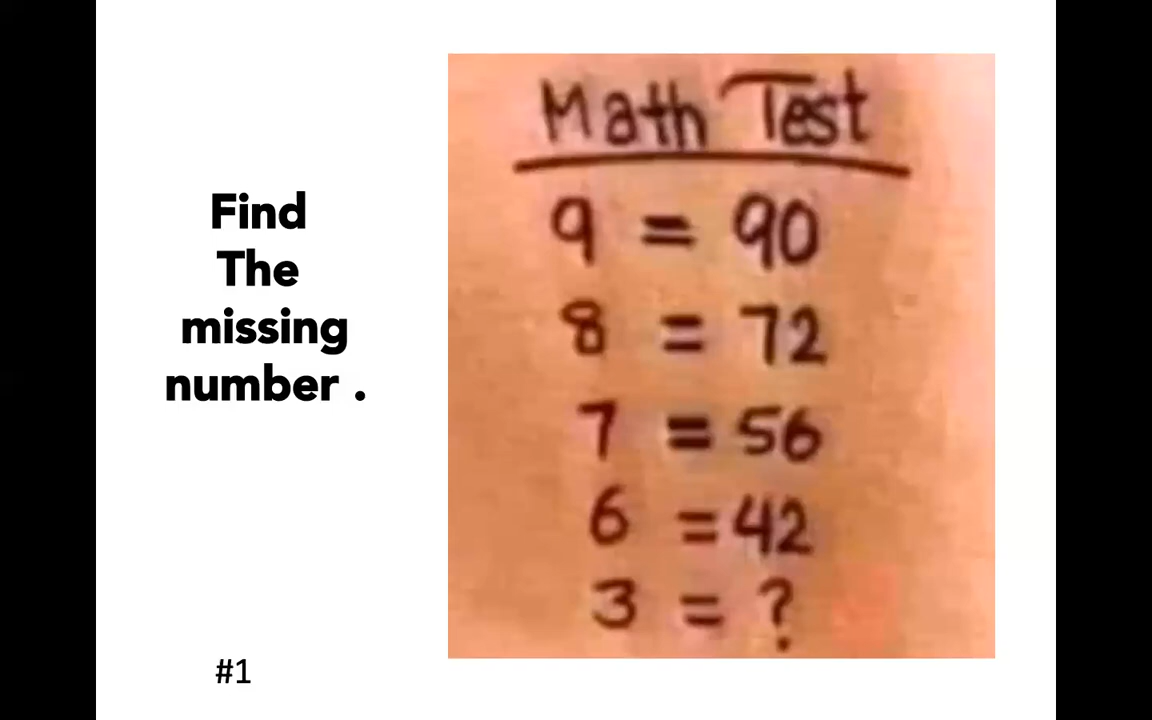 Find
The
missing
number .
#1
Math Test
9 = 90
8 = 72
7 = 56
6 = 42
3 = ?